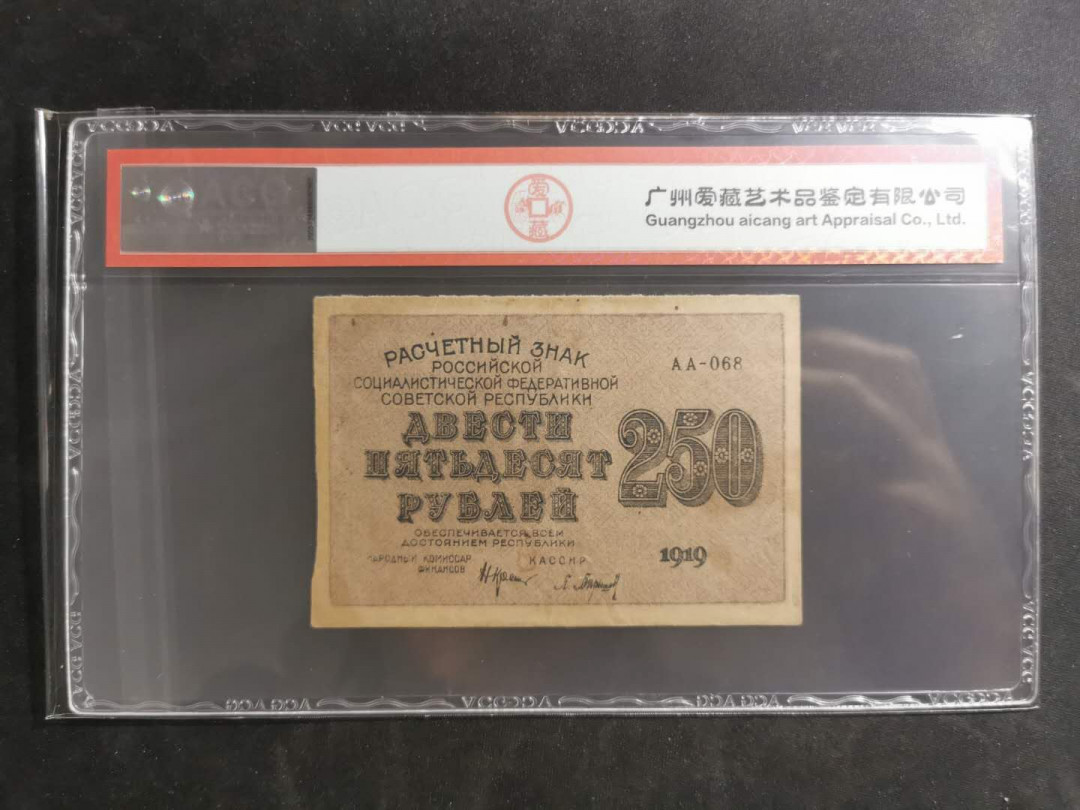 广州爱藏艺术品鉴定有限公司
Guangzhou aicang art Appraisal Co., Ltd.
爱
藏
РАСЧЕТНЫЙ ЗНАК
РОССИЙСКОЙ
СОЦИАЛИСТИЧЕСКОЙ ФЕДЕРАТИВНОЙ
СОВЕТСКОЙ РЕСПУБЛИКИ
АА-068
ДВЕСТИ
ПЯТЬДЕСЯТ
РУБЛЕЙ
250
ОБЕСПЕЧИВАЕТСЯ ВСЕМ
ДОСТОЯНИЕМ РЕСПУБЛИКИ
НАРОДНЫЙ КОМИССАР
ФИНАНСОВ
КАССИР
1919